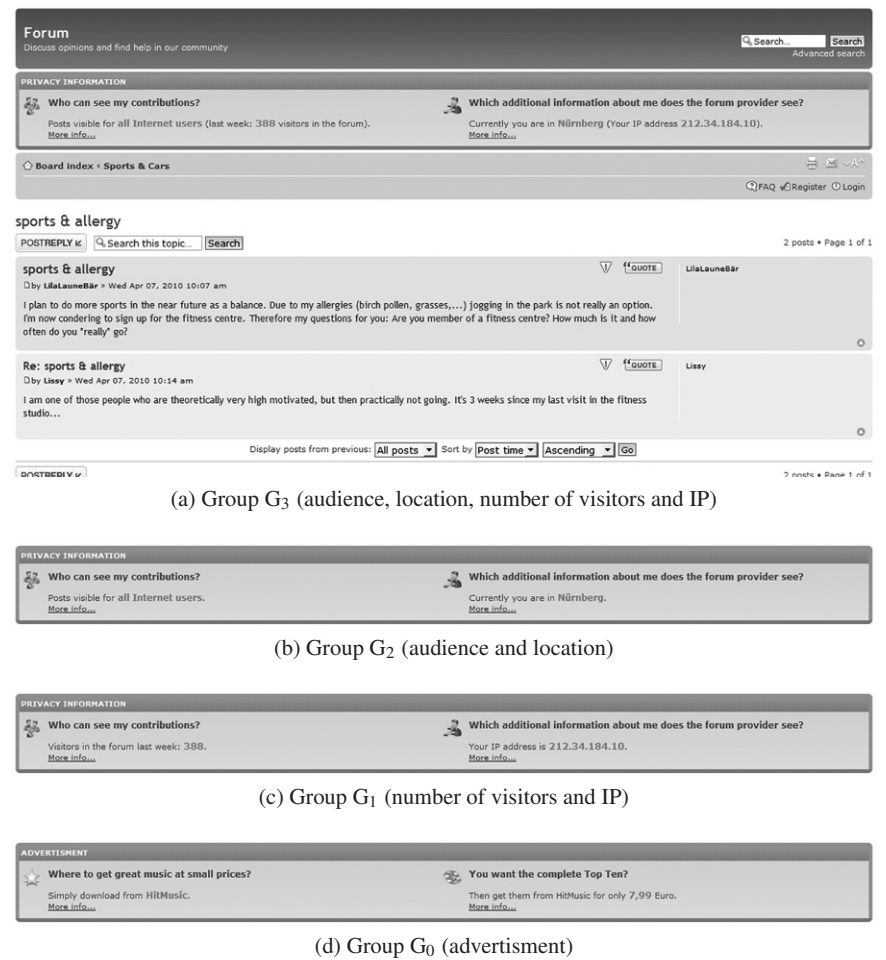 Forum
Discuss opinions and find help in our community
Search... Search
Advanced search
PRIVACY INFORMATION
Who can see my contributions?
Posts visible for all Internet users (last week: 388 visitors in the forum).
More info...
Which additional information about me does the forum provider see?
Currently you are in Nürnberg (Your IP address 212.34.184.10).
More info...
Board index ‹ Sports & Cars
FAQ Register Login
sports & allergy
POSTREPLY Search this topic... Search
2 posts • Page 1 of 1
sports & allergy
QUOTE
LilaLauneBär
by LilaLauneBär » Wed Apr 07, 2010 10:07 am
I plan to do more sports in the near future as a balance. Due to my allergies (birch pollen, grasses,...) jogging in the park is not really an option.
I'm now condering to sign up for the fitness centre. Therefore my questions for you: Are you member of a fitness centre? How much is it and how
often do you "really" go?
Re: sports & allergy
QUOTE
Lissy
by Lissy » Wed Apr 07, 2010 10:14 am
I am one of those people who are theoretically very high motivated, but then practically not going. It's 3 weeks since my last visit in the fitness
studio...
Display posts from previous: All posts Sort by Post time Ascending Go
POSTREPLY
2 posts • Page 1 of 1
(a) Group G3 (audience, location, number of visitors and IP)
PRIVACY INFORMATION
Who can see my contributions?
Posts visible for all Internet users.
More info...
Which additional information about me does the forum provider see?
Currently you are in Nürnberg.
More info...
(b) Group G2 (audience and location)
PRIVACY INFORMATION
Who can see my contributions?
Visitors in the forum last week: 388.
More info...
Which additional information about me does the forum provider see?
Your IP address is 212.34.184.10.
More info...
(c) Group G1 (number of visitors and IP)
ADVERTISMENT
Where to get great music at small prices?
Simply download from HitMusic.
More info...
You want the complete Top Ten?
Then get them from HitMusic for only 7,99 Euro.
More info...
(d) Group G0 (advertisment)